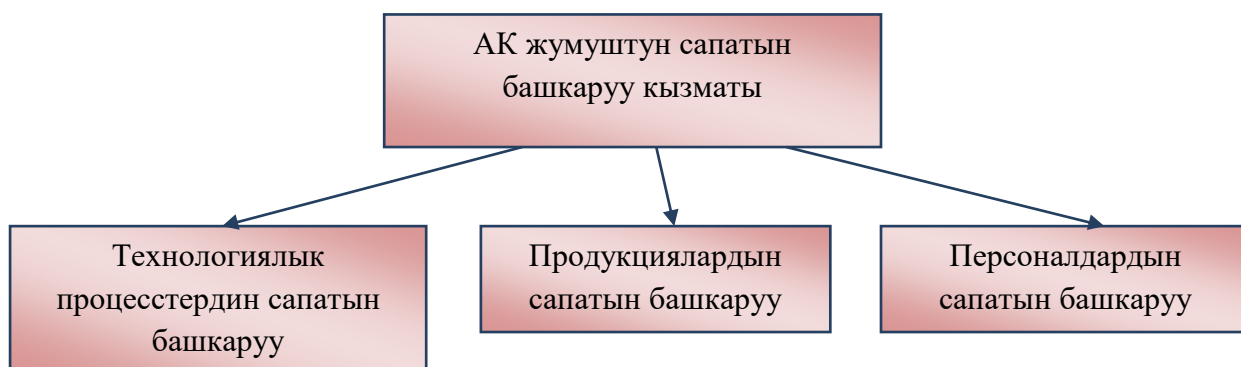 АК жумуштун сапатын
башкаруу кызматы
Технологиялык
процесстердин сапатын
башкаруу
Продукциялардын
сапатын башкаруу
Персоналдардын
сапатын башкаруу